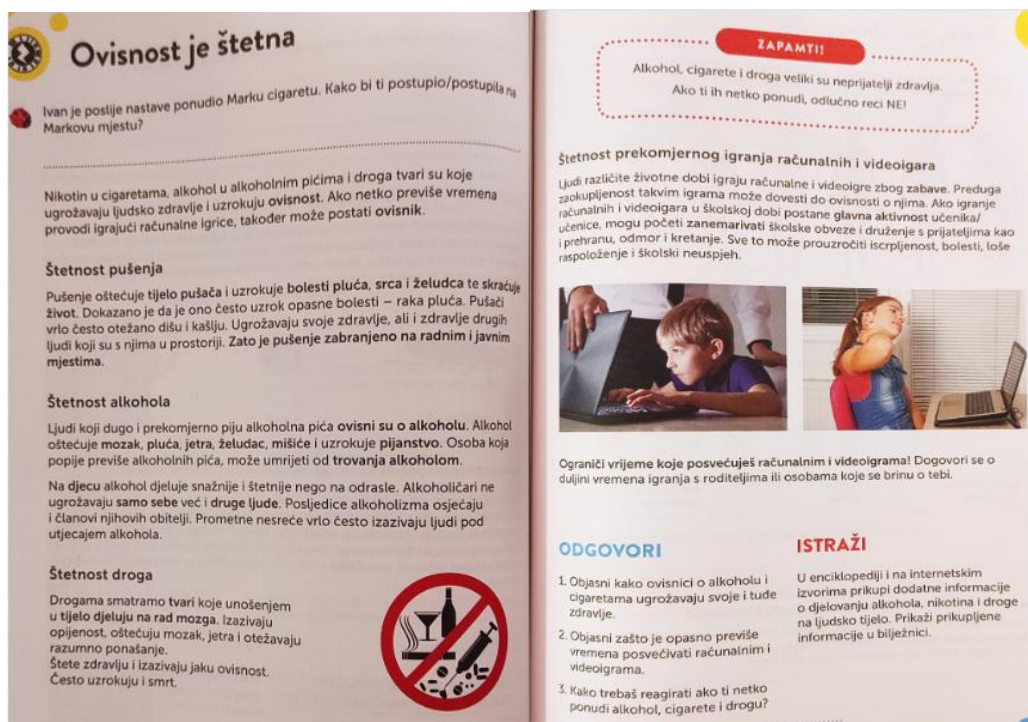 Ovisnost je štetna
Ivan je poslije nastave ponudio Marku cigaretu. Kako bi ti postupio/postupila na
Markovu mjestu?
Nikotin u cigaretama, alkohol u alkoholnim pićima i droga tvari su koje
ugrožavaju ljudsko zdravlje i uzrokuju ovisnost. Ako netko previše vremena
provodi igrajući računalne igrice, također može postati ovisnik.
Štetnost pušenja
Pušenje oštećuje tijelo pušača i uzrokuje bolesti pluća, srca i želudca te skraćuje
život. Dokazano je da je ono često uzrok opasne bolesti – raka pluća. Pušači
vrlo često otežano dišu i kašlju. Ugrožavaju svoje zdravlje, ali i zdravlje drugih
ljudi koji su s njima u prostoriji. Zato je pušenje zabranjeno na radnim i javnim
mjestima.
Štetnost alkohola
Ljudi koji dugo i prekomjerno piju alkoholna pića ovisni su o alkoholu. Alkohol
oštećuje mozak, pluća, jetra, želudac, mišiće i uzrokuje pijanstvo. Osoba koja
popije previše alkoholnih pića, može umrijeti od trovanja alkoholom.
Na djecu alkohol djeluje snažnije i štetnije nego na odrasle. Alkoholičari ne
ugrožavaju samo sebe već i druge ljude. Posljedice alkoholizma osjećaju
i članovi njihovih obitelji. Prometne nesreće vrlo često izazivaju ljudi pod
utjecajem alkohola.
Štetnost droga
Drogama smatramo tvari koje unošenjem
u tijelo djeluju na rad mozga. Izazivaju
opijenost, oštećuju mozak, jetra i otežavaju
razumno ponašanje.
Štete zdravlju i izazivaju jaku ovisnost.
Često uzrokuju i smrt.
ZAPAMTI!
Alkohol, cigarete i droga veliki su neprijatelji zdravlja.
Ako ti ih netko ponudi, odlučno reci NE!
Štetnost prekomjernog igranja računalnih i videoigara
Ljudi različite životne dobi igraju računalne i videoigre zbog zabave. Preduga
zaokupljenost takvim igrama može dovesti do ovisnosti o njima. Ako igranje
računalnih i videoigara u školskoj dobi postane glavna aktivnost učenika/
učenice, mogu početi zanemarivati školske obveze i druženje s prijateljima kao
i prehranu, odmor i kretanje. Sve to može prouzročiti iscrpljenost, bolesti, loše
raspoloženje i školski neuspjeh.
Ograniči vrijeme koje posvećuješ računalnim i videoigrama! Dogovori se o
duljini vremena igranja s roditeljima ili osobama koje se brinu o tebi.
ODGOVORI
1. Objasni kako ovisnici o alkoholu i
cigaretama ugrožavaju svoje i tuđe
zdravlje.
2. Objasni zašto je opasno previše
vremena posvećivati računalnim i
videoigrama.
3. Kako trebaš reagirati ako ti netko
ponudi alkohol, cigarete i drogu?
ISTRAŽI
U enciklopediji i na internetskim
izvorima prikupi dodatne informacije
o djelovanju alkohola, nikotina i droge
na ljudsko tijelo. Prikaži prikupljene
informacije u bilježnici.